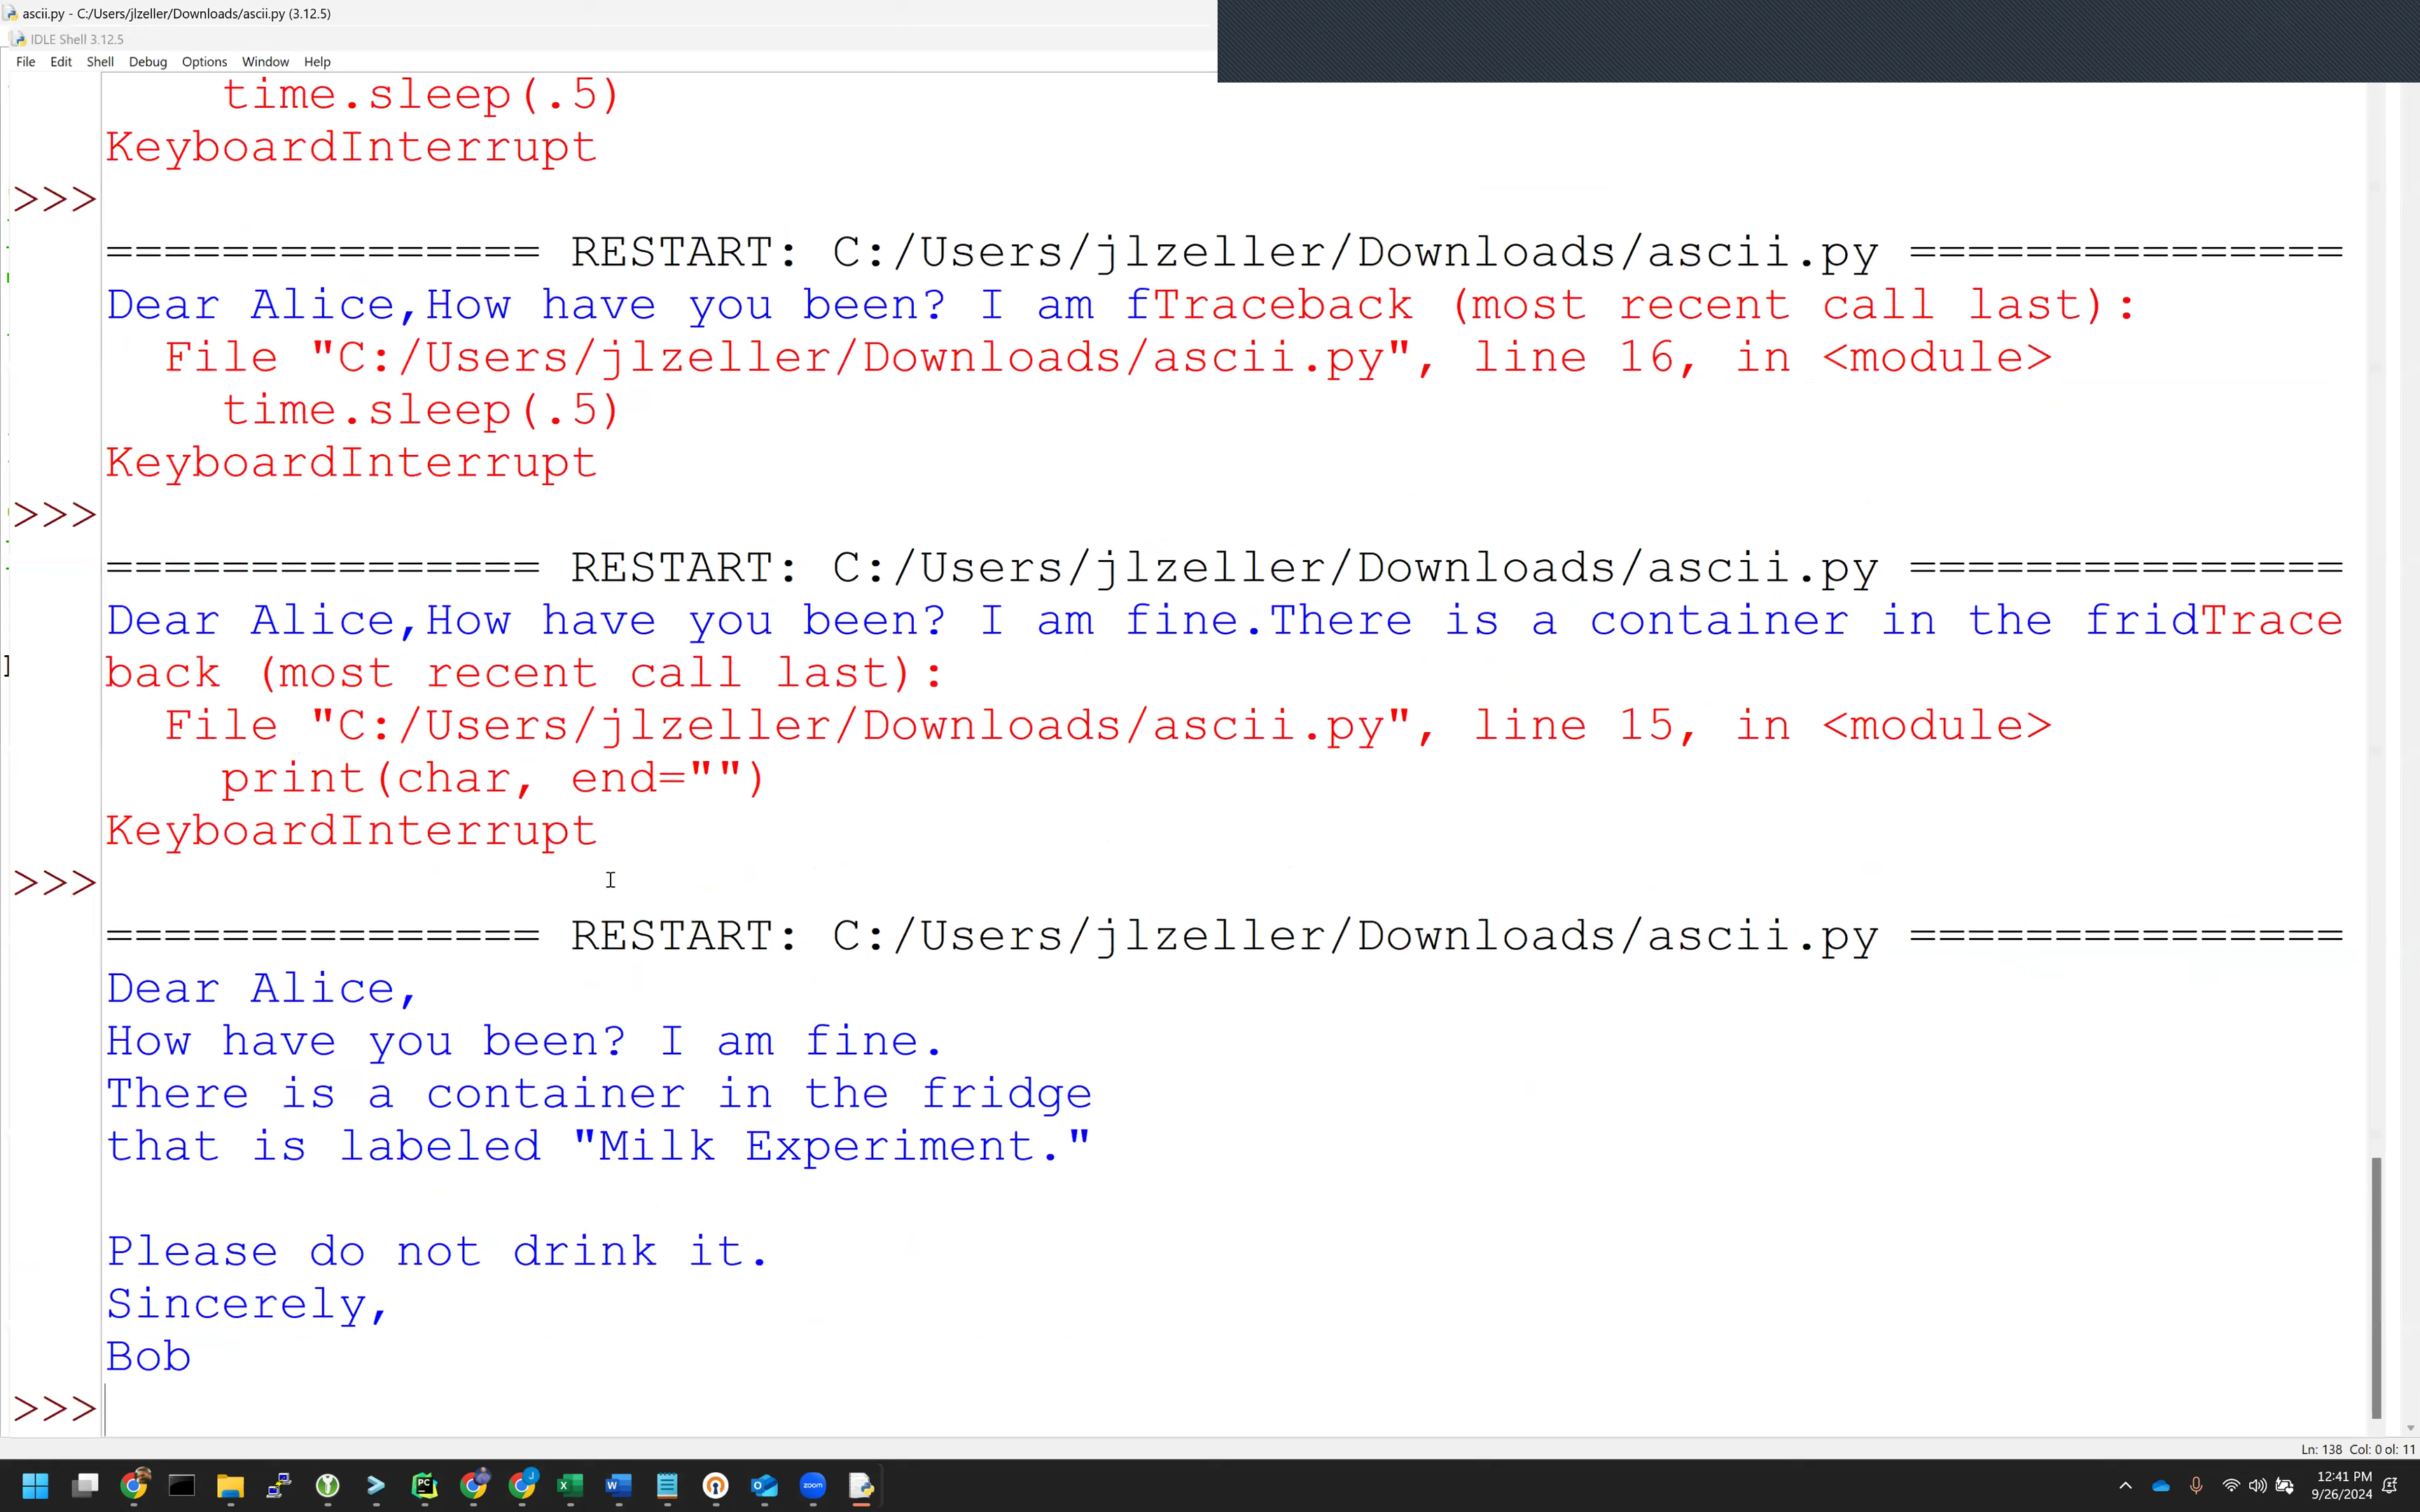 ascii.py - C:/Users/jlzeller/Downloads/ascii.py (3.12.5)
IDLE Shell 3.12.5
File Edit Shell Debug Options Window Help
    time.sleep(.5)
KeyboardInterrupt
>>>
=============== RESTART: C:/Users/jlzeller/Downloads/ascii.py ===============
Dear Alice,How have you been? I am fTraceback (most recent call last):
  File "C:/Users/jlzeller/Downloads/ascii.py", line 16, in <module>
    time.sleep(.5)
KeyboardInterrupt
>>>
=============== RESTART: C:/Users/jlzeller/Downloads/ascii.py ===============
Dear Alice,How have you been? I am fine.There is a container in the fridTrace
back (most recent call last):
  File "C:/Users/jlzeller/Downloads/ascii.py", line 15, in <module>
    print(char, end="")
KeyboardInterrupt
>>>
=============== RESTART: C:/Users/jlzeller/Downloads/ascii.py ===============
Dear Alice,
How have you been? I am fine.
There is a container in the fridge
that is labeled "Milk Experiment."
Please do not drink it.
Sincerely,
Bob
>>>
Ln: 138 Col: 0 ol: 11
PC
zoom
12:41 PM
9/26/2024